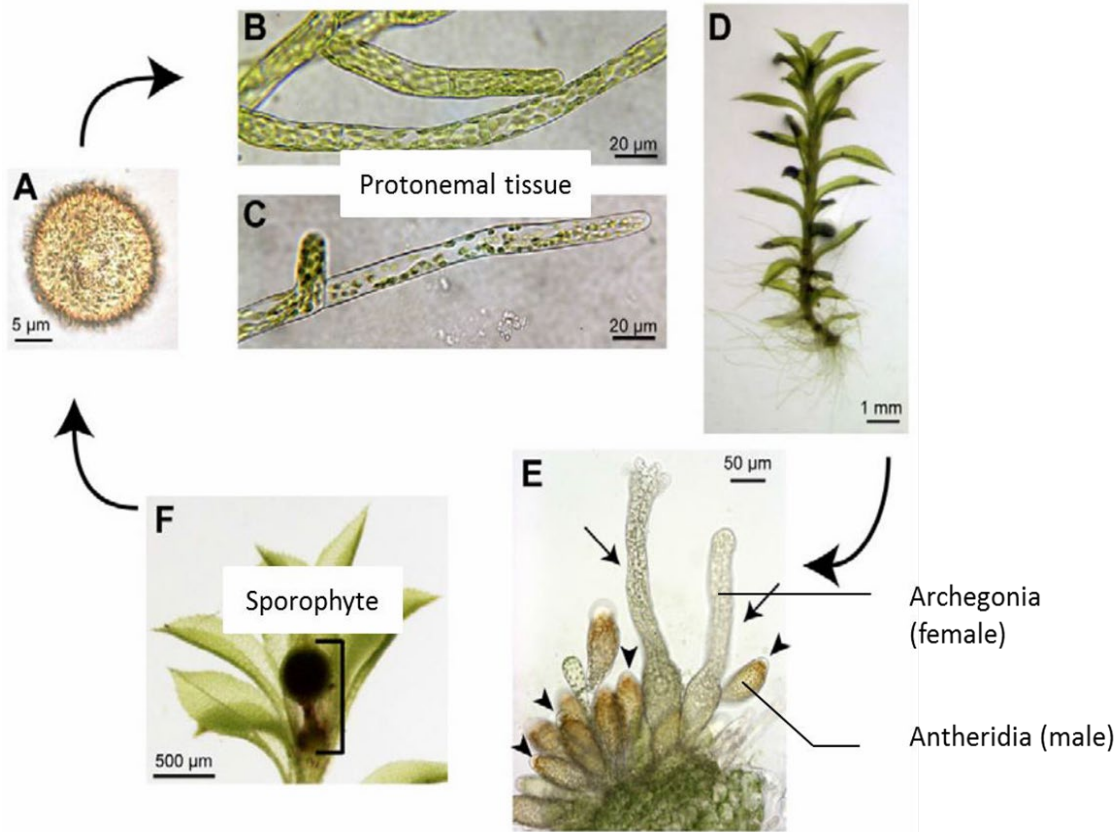 A
5 µm
B
20 µm
Protonemal tissue
C
20 µm
D
1 mm
E
50 µm
Archegonia
(female)
Antheridia (male)
F
Sporophyte
500 µm